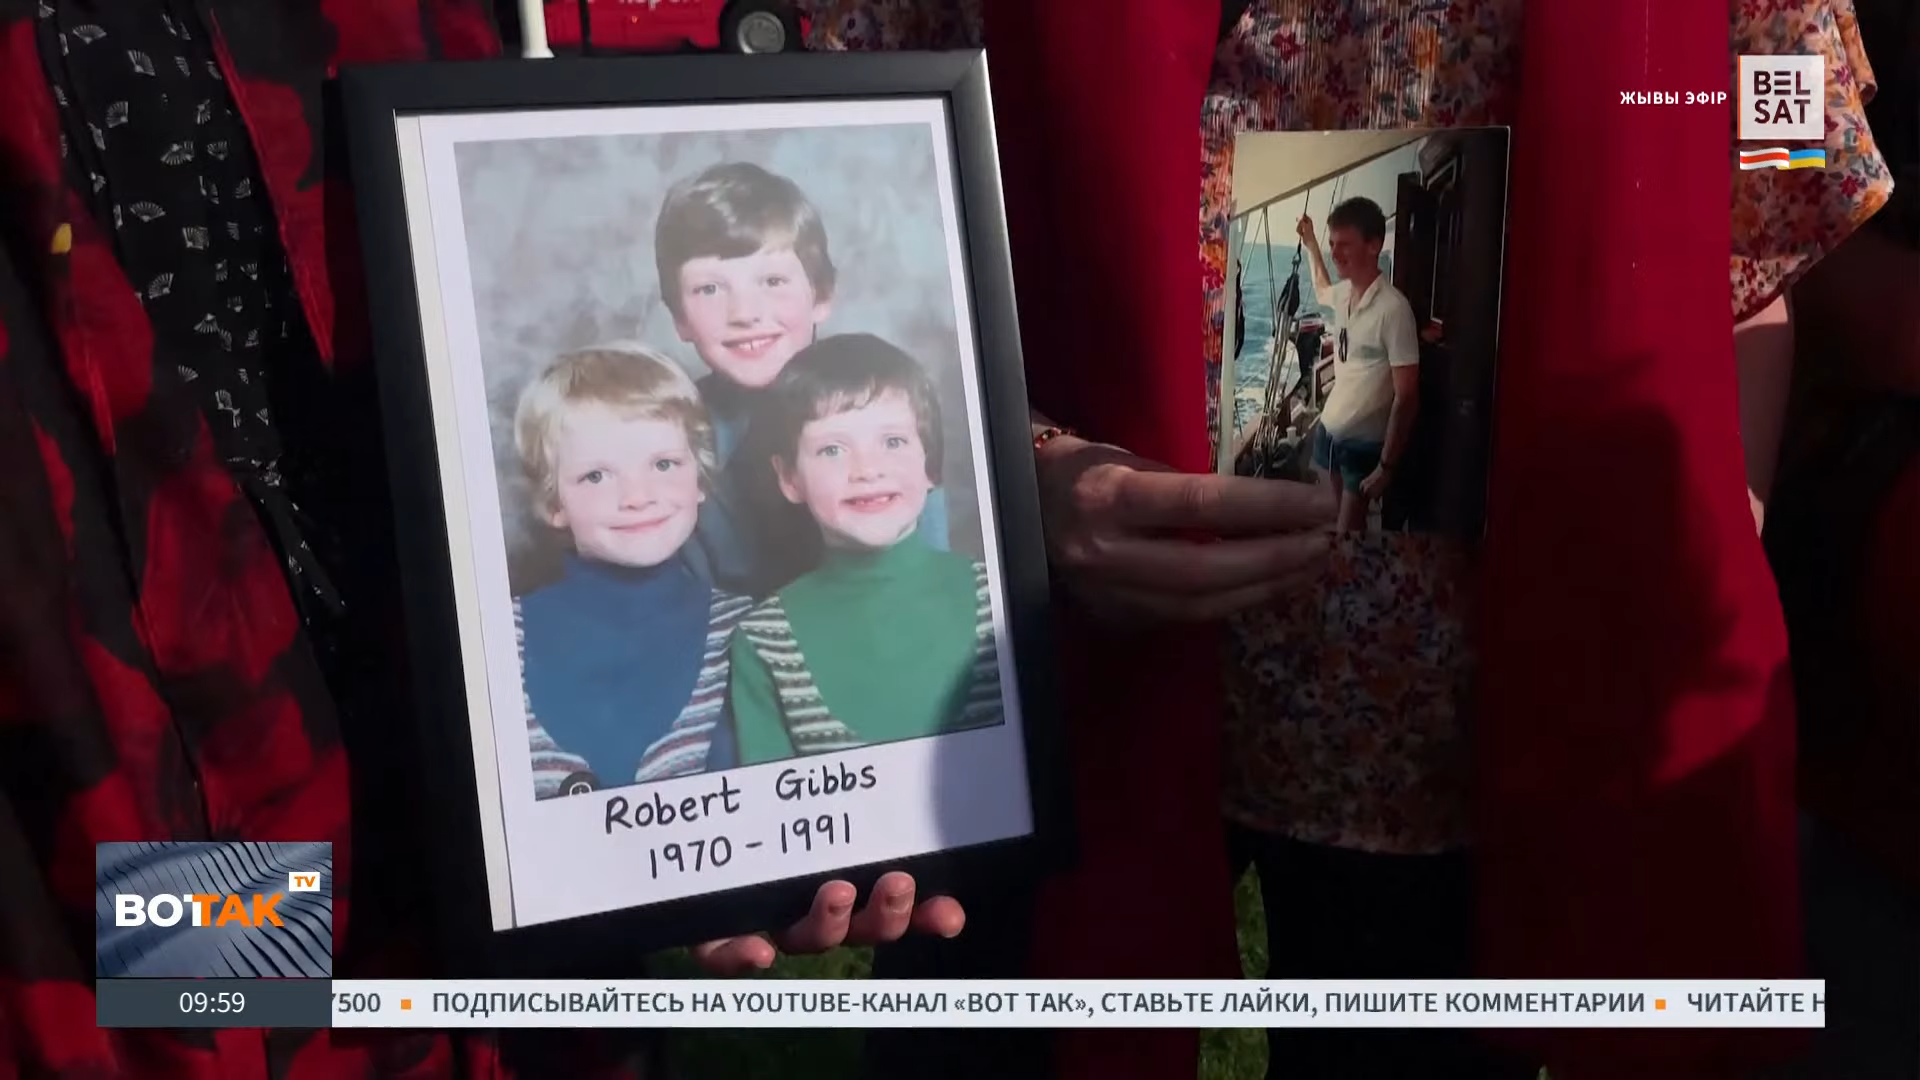 ЖЫВЫ ЭФІР
BEL
SAT
Robert Gibbs
1970 - 1991
ВОТТАК
TV
09:59
7500 ▪ ПОДПИСЫВАЙТЕСЬ НА YOUTUBE-КАНАЛ «ВОТ ТАК», СТАВЬТЕ ЛАЙКИ, ПИШИТЕ КОММЕНТАРИИ ▪ ЧИТАЙТЕ